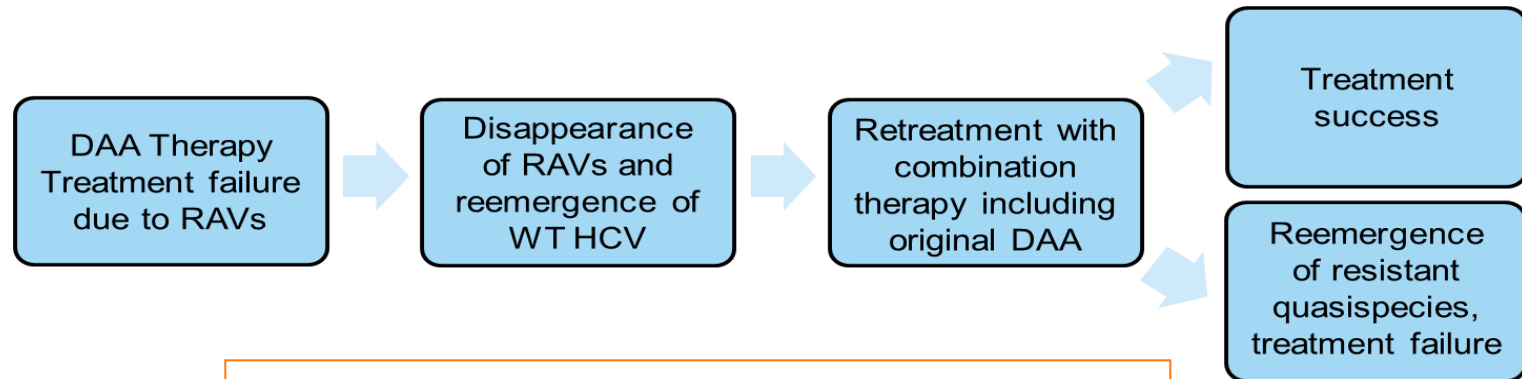 DAA Therapy
Treatment failure
due to RAVs
Disappearance
of RAVs and
reemergence of
WT HCV
Retreatment with
combination
therapy including
original DAA
Treatment
success
Reemergence
of resistant
quasispecies,
treatment failure